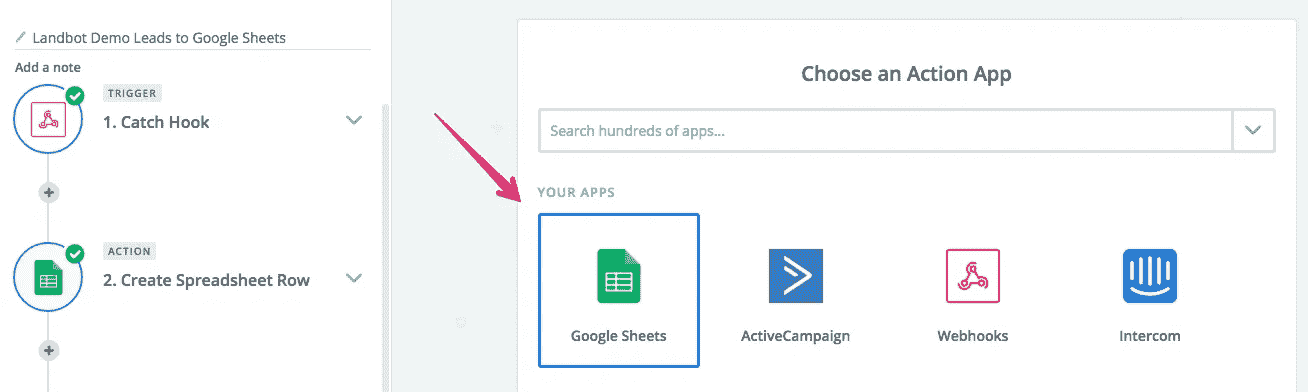 Landbot Demo Leads to Google Sheets
Add a note
TRIGGER
1. Catch Hook
ACTION
2. Create Spreadsheet Row
Choose an Action App
Search hundreds of apps...
YOUR APPS
Google Sheets
ActiveCampaign
Webhooks
Intercom